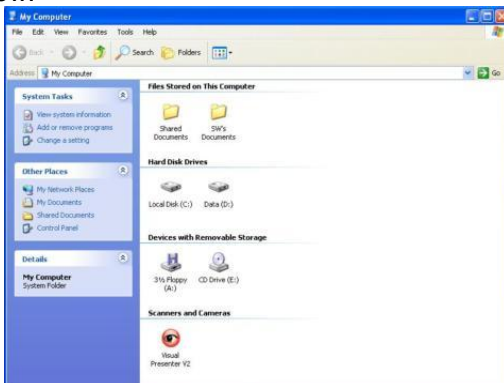 My Computer
File Edit View Favorites Tools Help
Back Search Folders
Address My Computer Go
System Tasks
View system information
Add or remove programs
Change a setting
Other Places
My Network Places
My Documents
Shared Documents
Control Panel
Details
My Computer
System Folder
Files Stored on This Computer
Shared Documents
SW's Documents
Hard Disk Drives
Local Disk (C:) Data (D:)
Devices with Removable Storage
3½ Floppy (A:)
CD Drive (E:)
Scanners and Cameras
Visual
Presenter V2